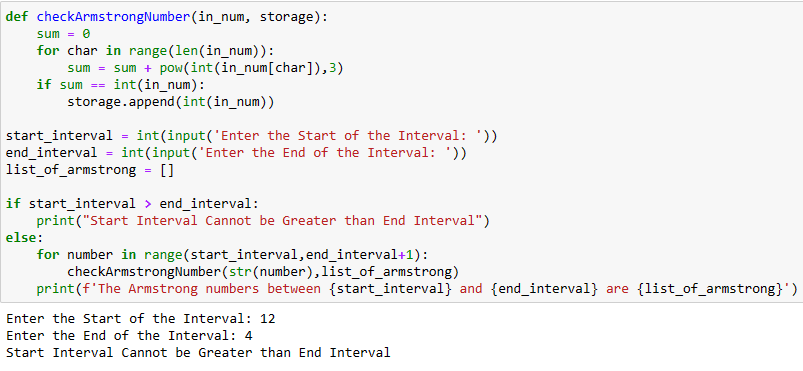 def checkArmstrongNumber(in_num, storage):
    sum = 0
    for char in range(len(in_num)):
        sum = sum + pow(int(in_num[char]),3)
    if sum == int(in_num):
        storage.append(int(in_num))

start_interval = int(input('Enter the Start of the Interval: '))
end_interval = int(input('Enter the End of the Interval: '))
list_of_armstrong = []

if start_interval > end_interval:
    print("Start Interval Cannot be Greater than End Interval")
else:
    for number in range(start_interval,end_interval+1):
        checkArmstrongNumber(str(number),list_of_armstrong)
    print(f'The Armstrong numbers between {start_interval} and {end_interval} are {list_of_armstrong}')
Enter the Start of the Interval: 12
Enter the End of the Interval: 4
Start Interval Cannot be Greater than End Interval